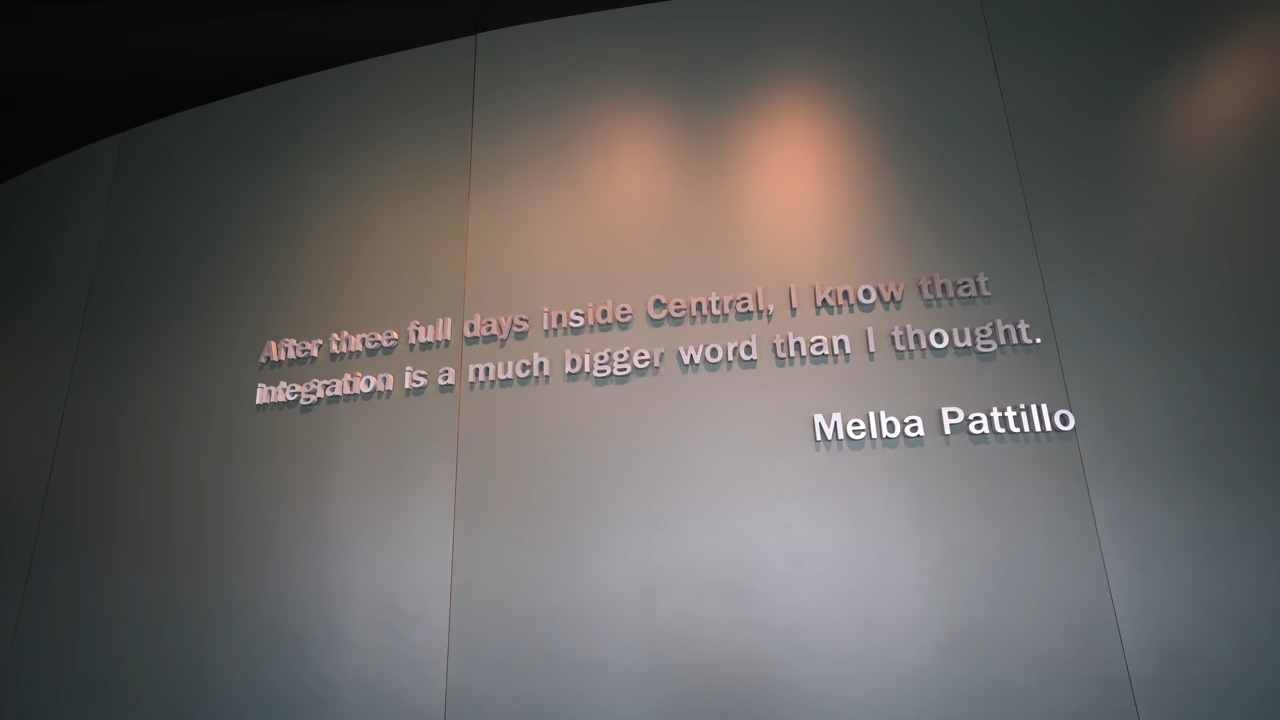 After three full days inside Central, I know that
integration is a much bigger word than I thought.
Melba Pattillo